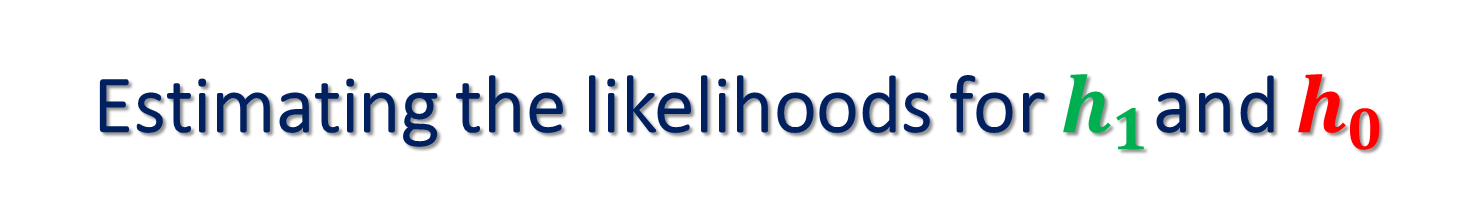 Estimating the likelihoods for h₁ and h₀